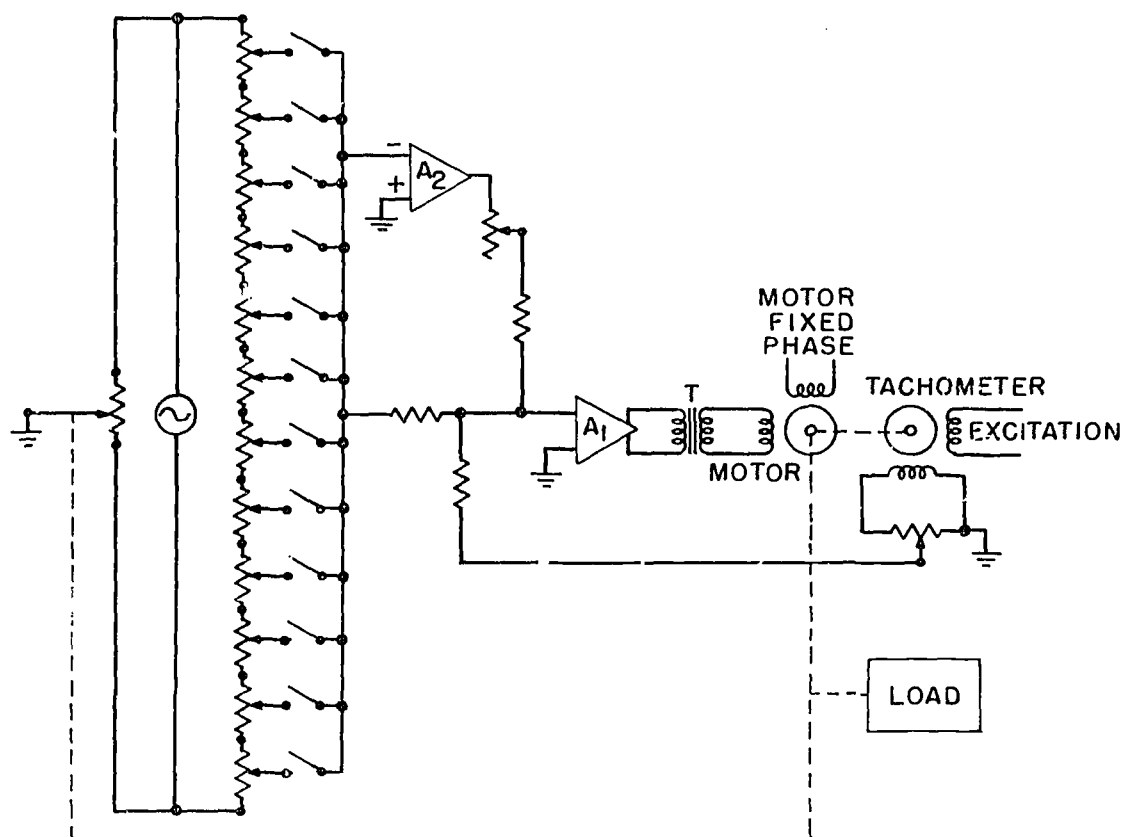 −
A2
+
MOTOR
FIXED
PHASE
T
TACHOMETER
A1
EXCITATION
MOTOR
LOAD